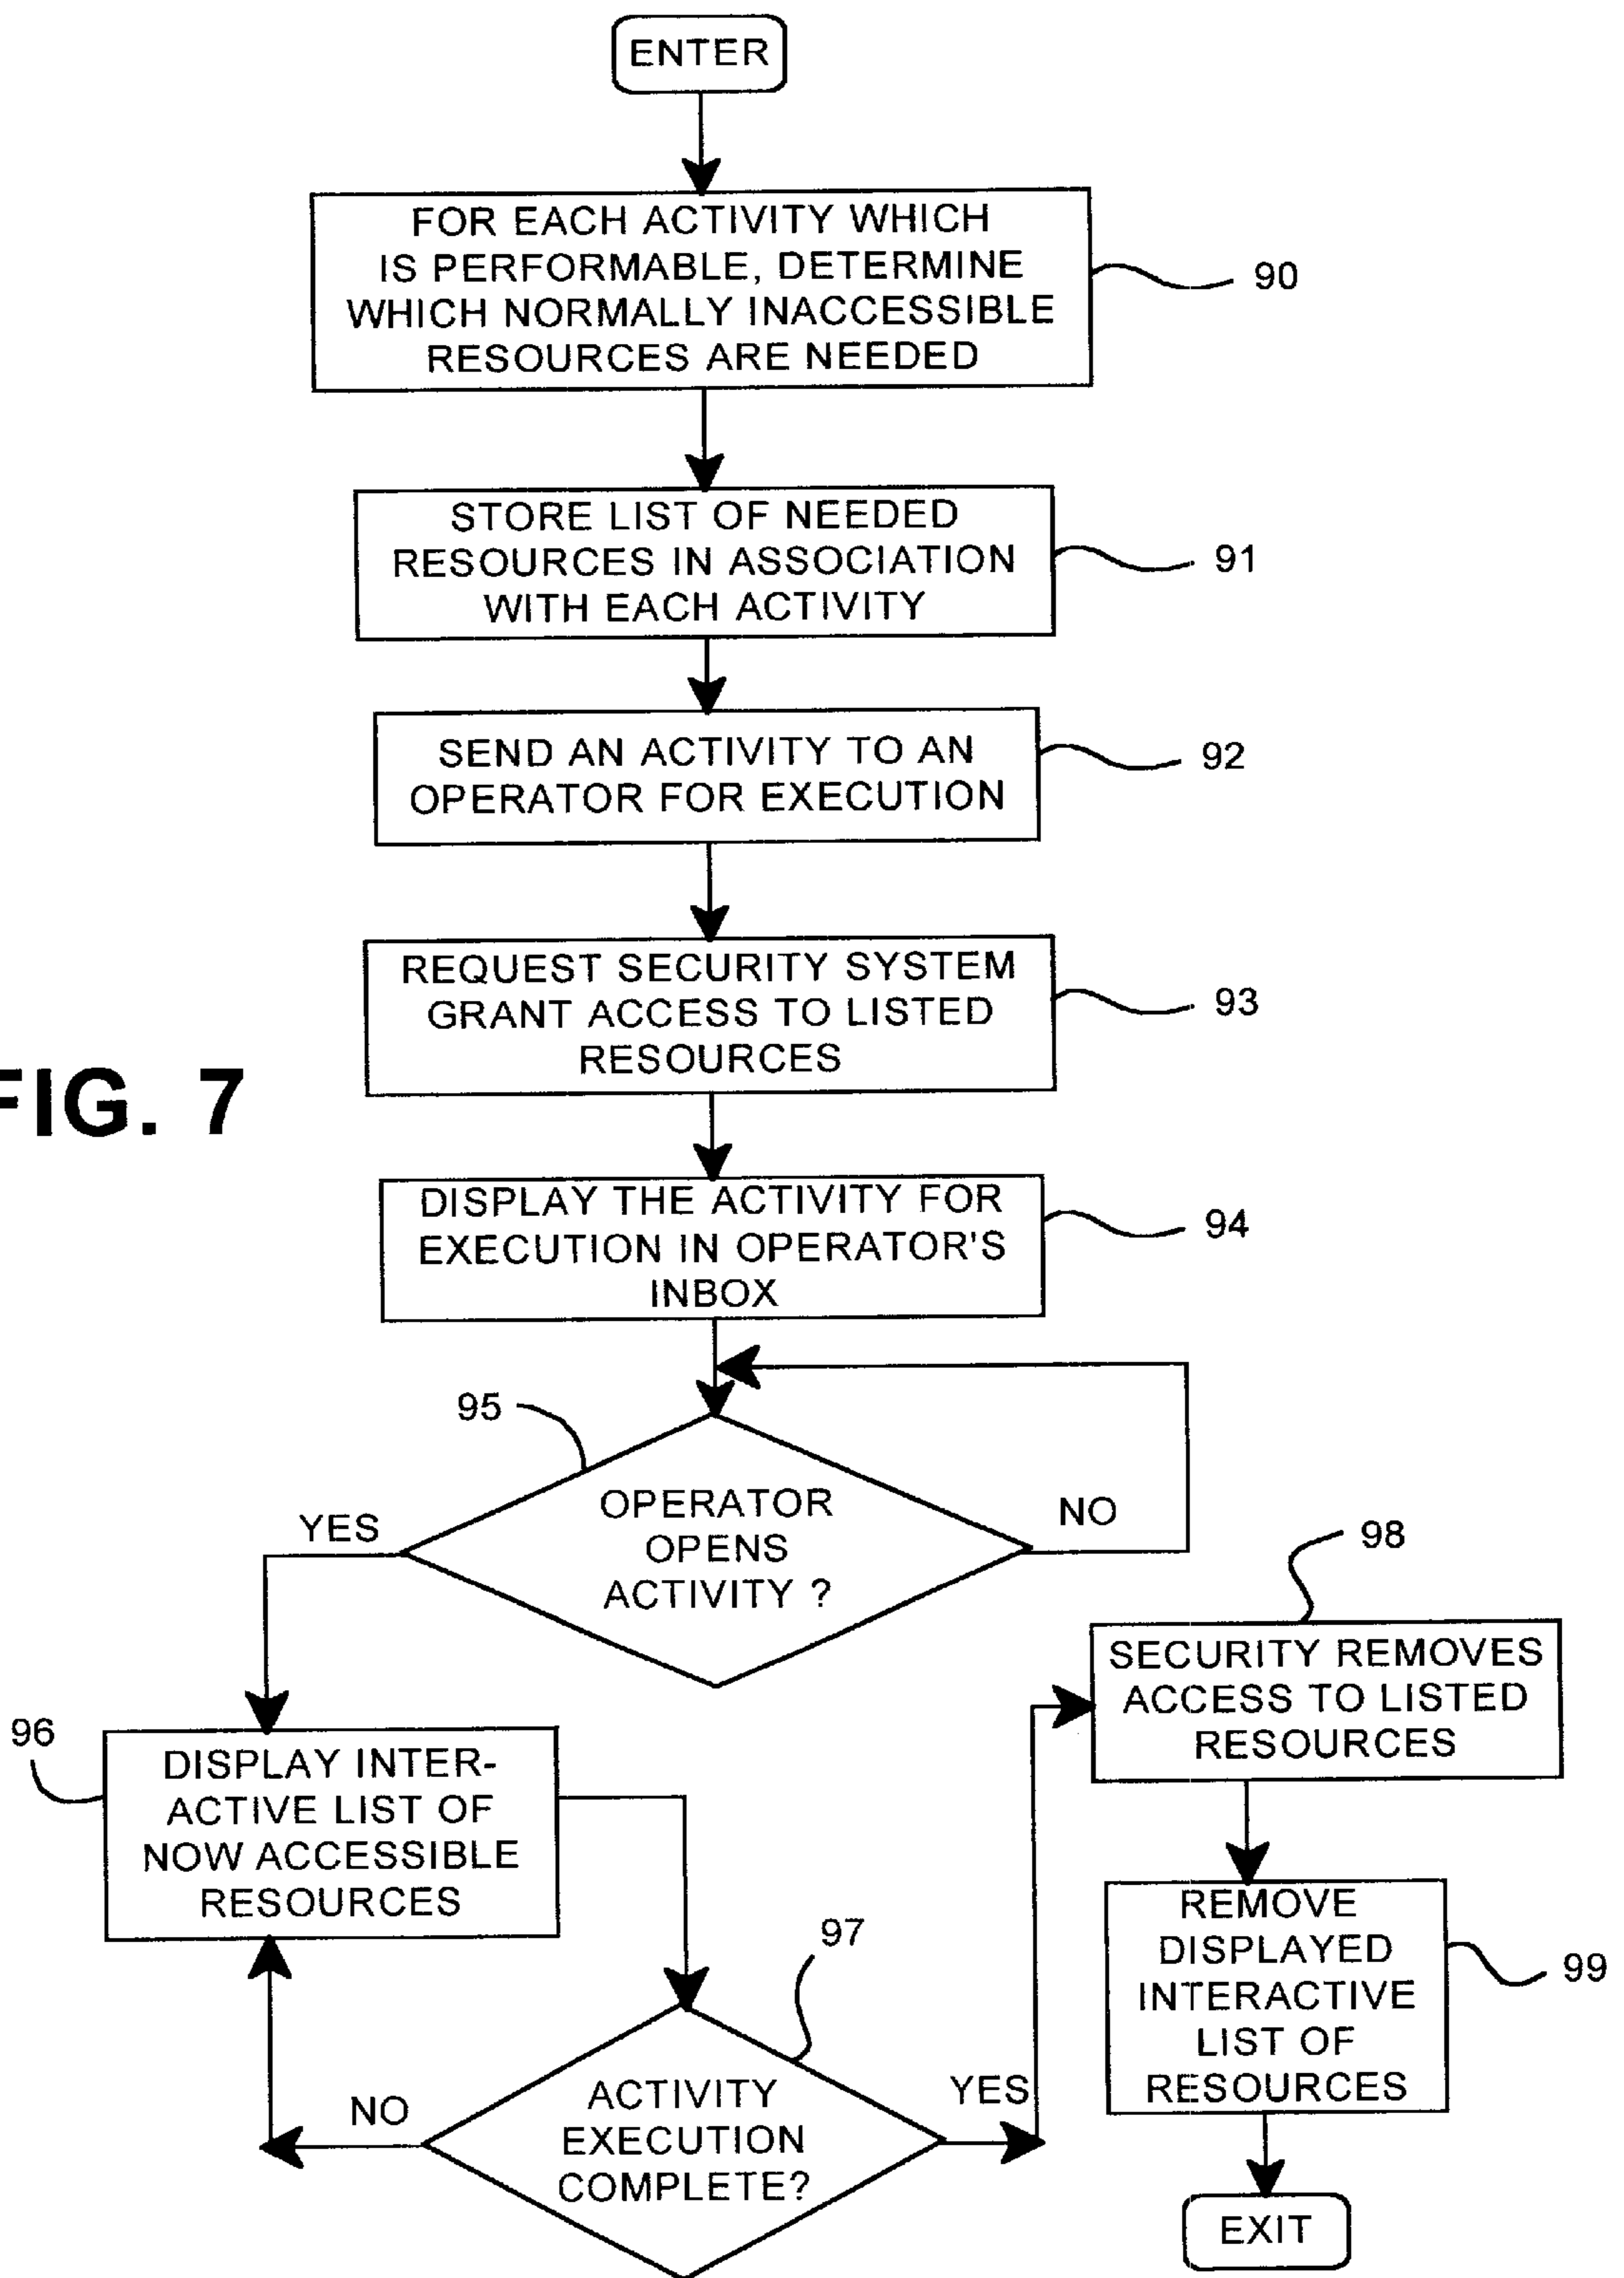 ENTER
FOR EACH ACTIVITY WHICH
IS PERFORMABLE, DETERMINE
WHICH NORMALLY INACCESSIBLE
RESOURCES ARE NEEDED
90
STORE LIST OF NEEDED
RESOURCES IN ASSOCIATION
WITH EACH ACTIVITY
91
SEND AN ACTIVITY TO AN
OPERATOR FOR EXECUTION
92
REQUEST SECURITY SYSTEM
GRANT ACCESS TO LISTED
RESOURCES
93
FIG. 7
DISPLAY THE ACTIVITY FOR
EXECUTION IN OPERATOR'S
INBOX
94
95
OPERATOR
OPENS
ACTIVITY ?
YES
NO
96
DISPLAY INTER-
ACTIVE LIST OF
NOW ACCESSIBLE
RESOURCES
97
ACTIVITY
EXECUTION
COMPLETE?
NO
YES
98
SECURITY REMOVES
ACCESS TO LISTED
RESOURCES
REMOVE
DISPLAYED
INTERACTIVE
LIST OF
RESOURCES
99
EXIT